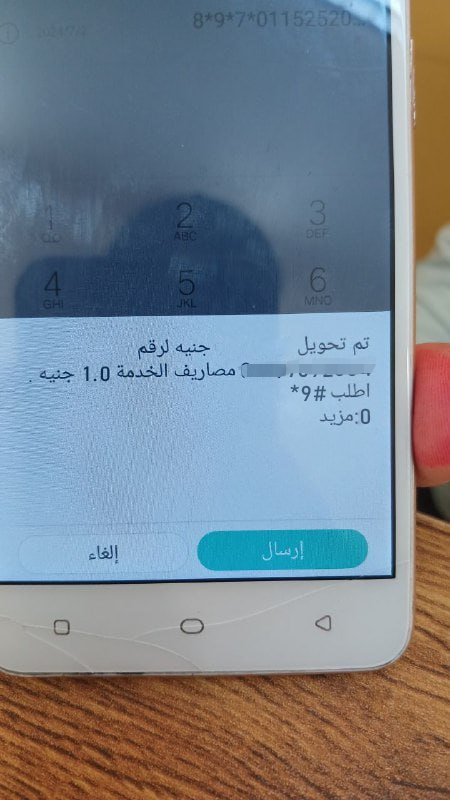 8*9*7*01152520...
1
2 ABC
3 DEF
4 GHI
5 JKL
6 MNO
تم تحويل جنيه لرقم
مصاريف الخدمة 1.0 جنيه .
اطلب #9*
0:مزيد
إرسال
إلغاء